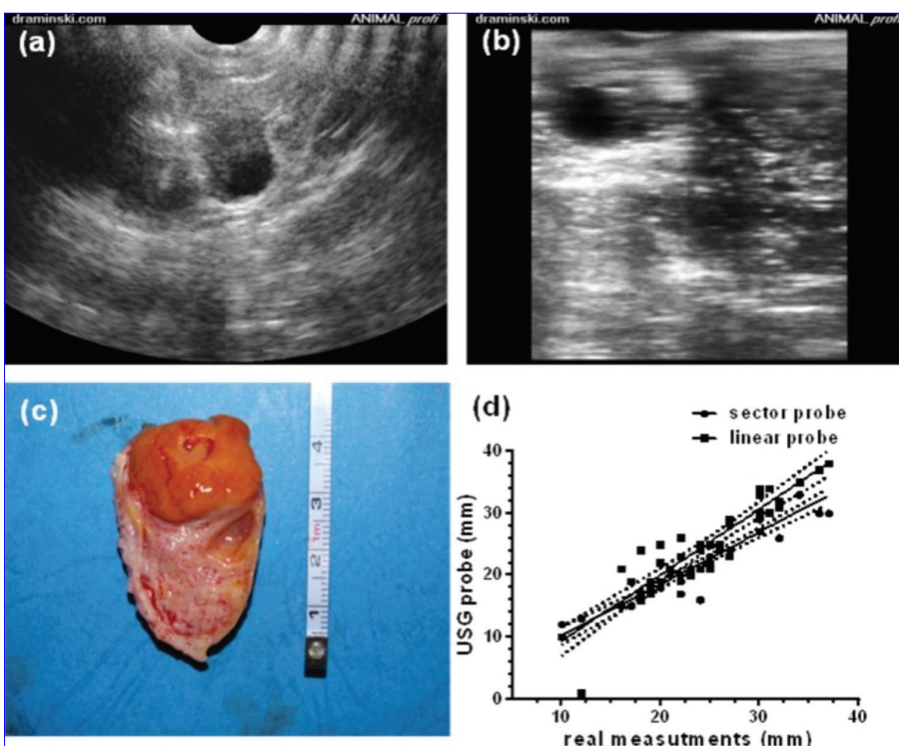 draminski.com ANIMAL profi
(a)
draminski.com ANIMAL profi
(b)
(c)
4
3
1m
2
1
(d)
sector probe
linear probe
USG probe (mm)
40
30
20
10
0
10 20 30 40
real measutments (mm)